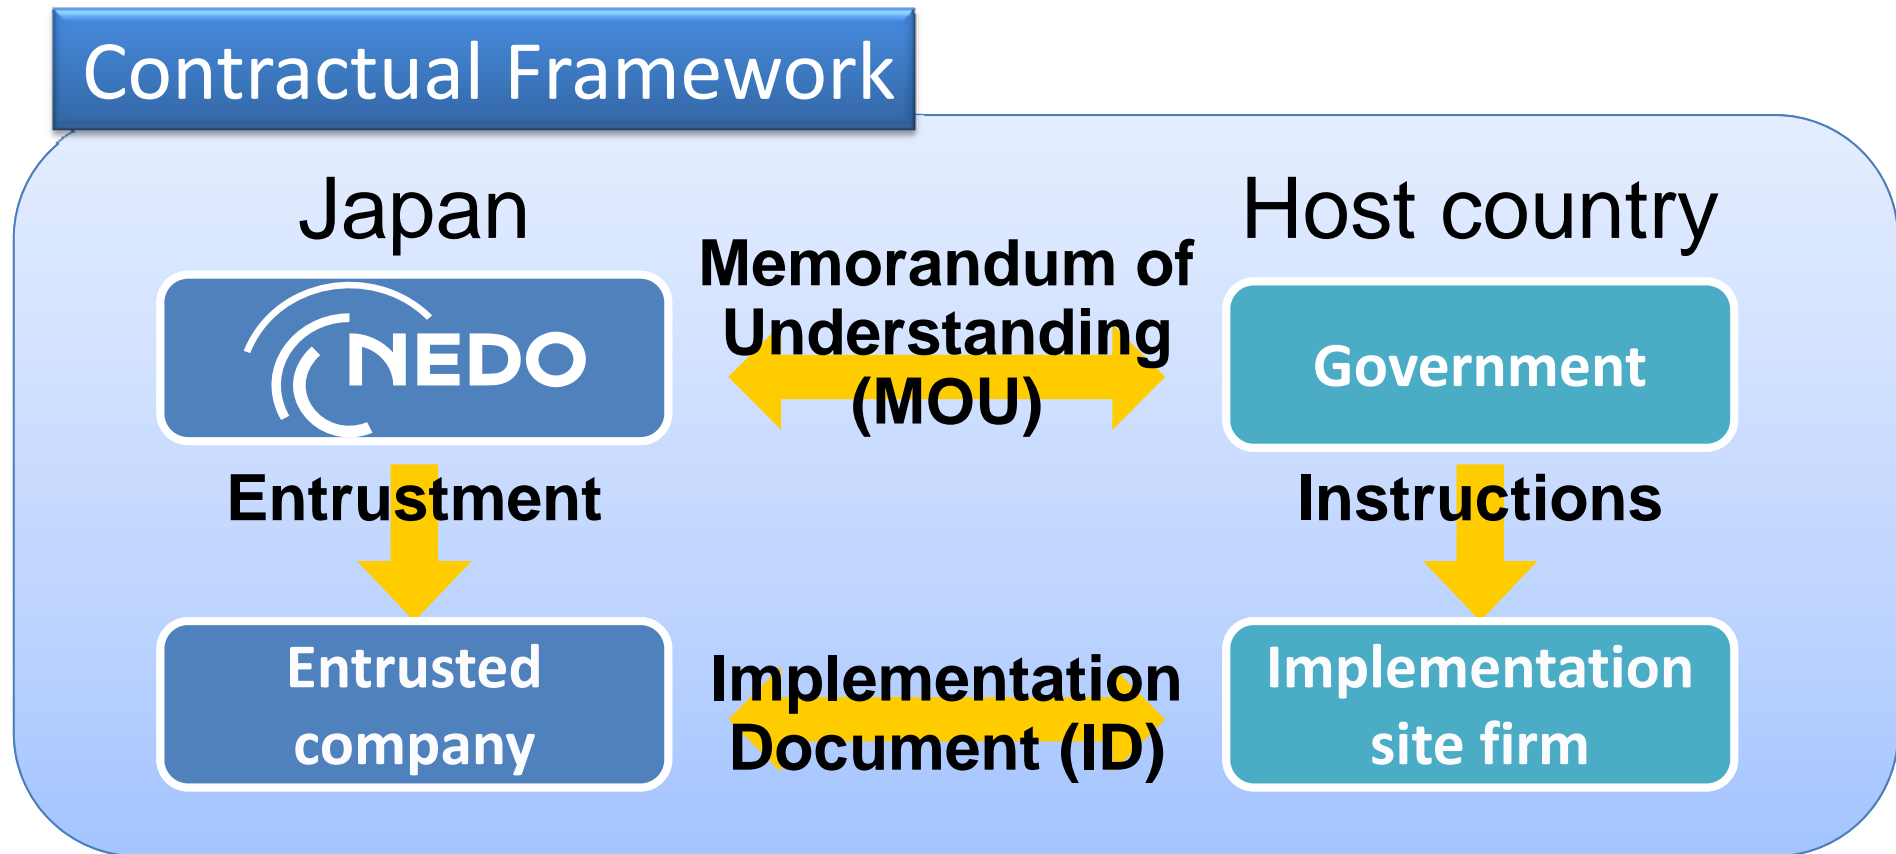 Contractual Framework
Japan
Host country
Memorandum of
Understanding
(MOU)
NEDO
Government
Entrustment
Instructions
Entrusted
company
Implementation
Document (ID)
Implementation
site firm